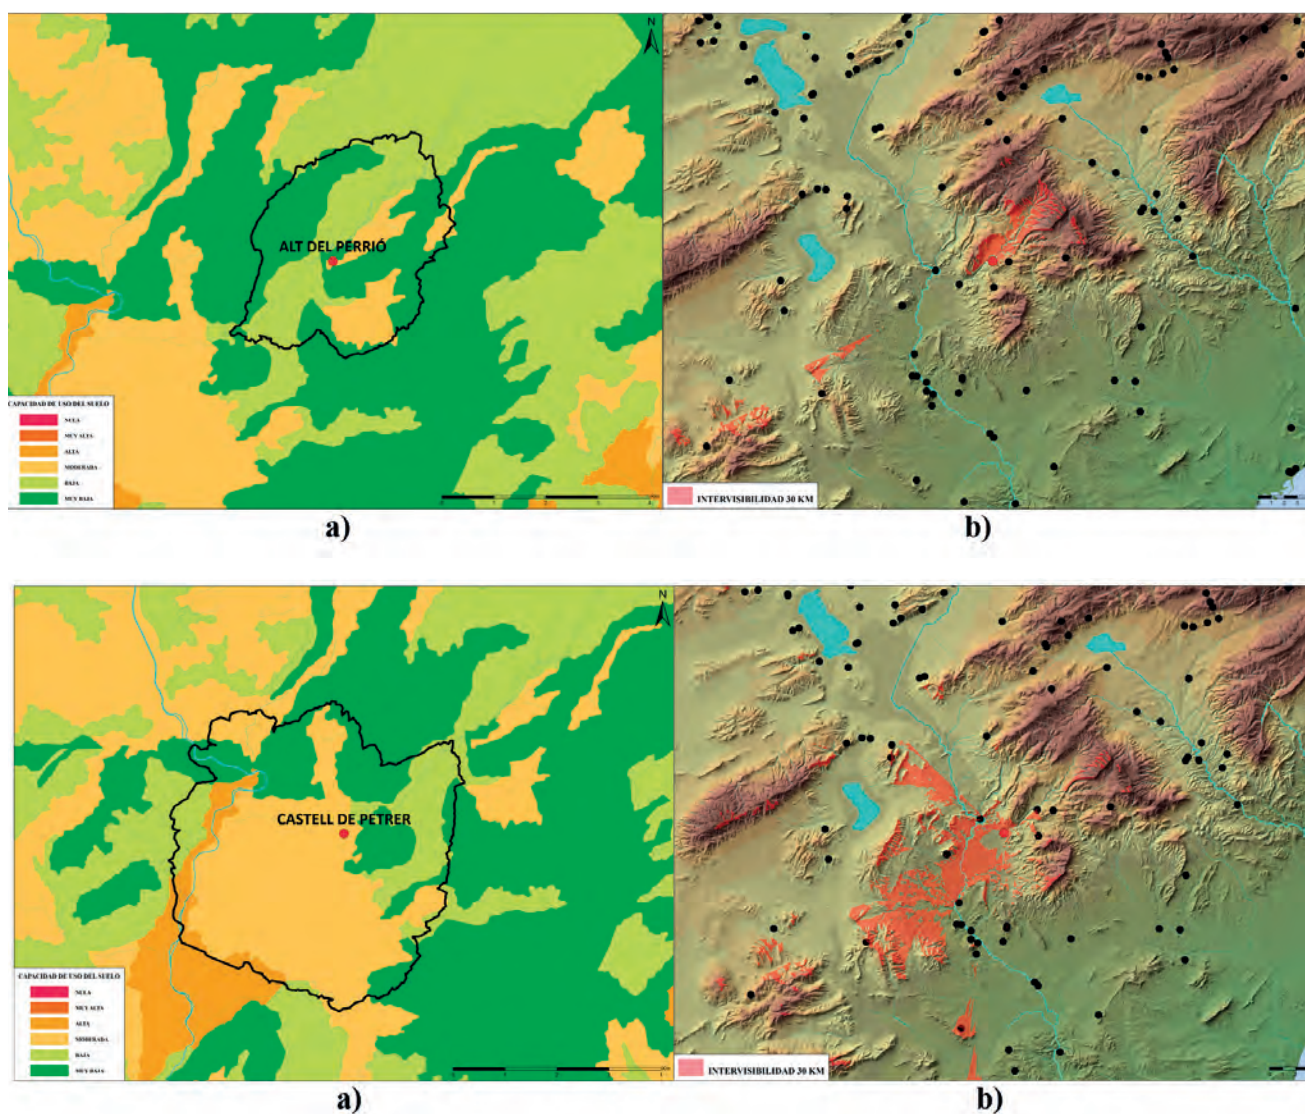 N
ALT DEL PERRIÓ
CAPACIDAD DE USO DEL SUELO
NULA
MUY ALTA
ALTA
MODERADA
BAJA
MUY BAJA
INTERVISIBILIDAD 30 KM
a)
b)
N
CASTELL DE PETRER
CAPACIDAD DE USO DEL SUELO
NULA
MUY ALTA
ALTA
MODERADA
BAJA
MUY BAJA
INTERVISIBILIDAD 30 KM
a)
b)